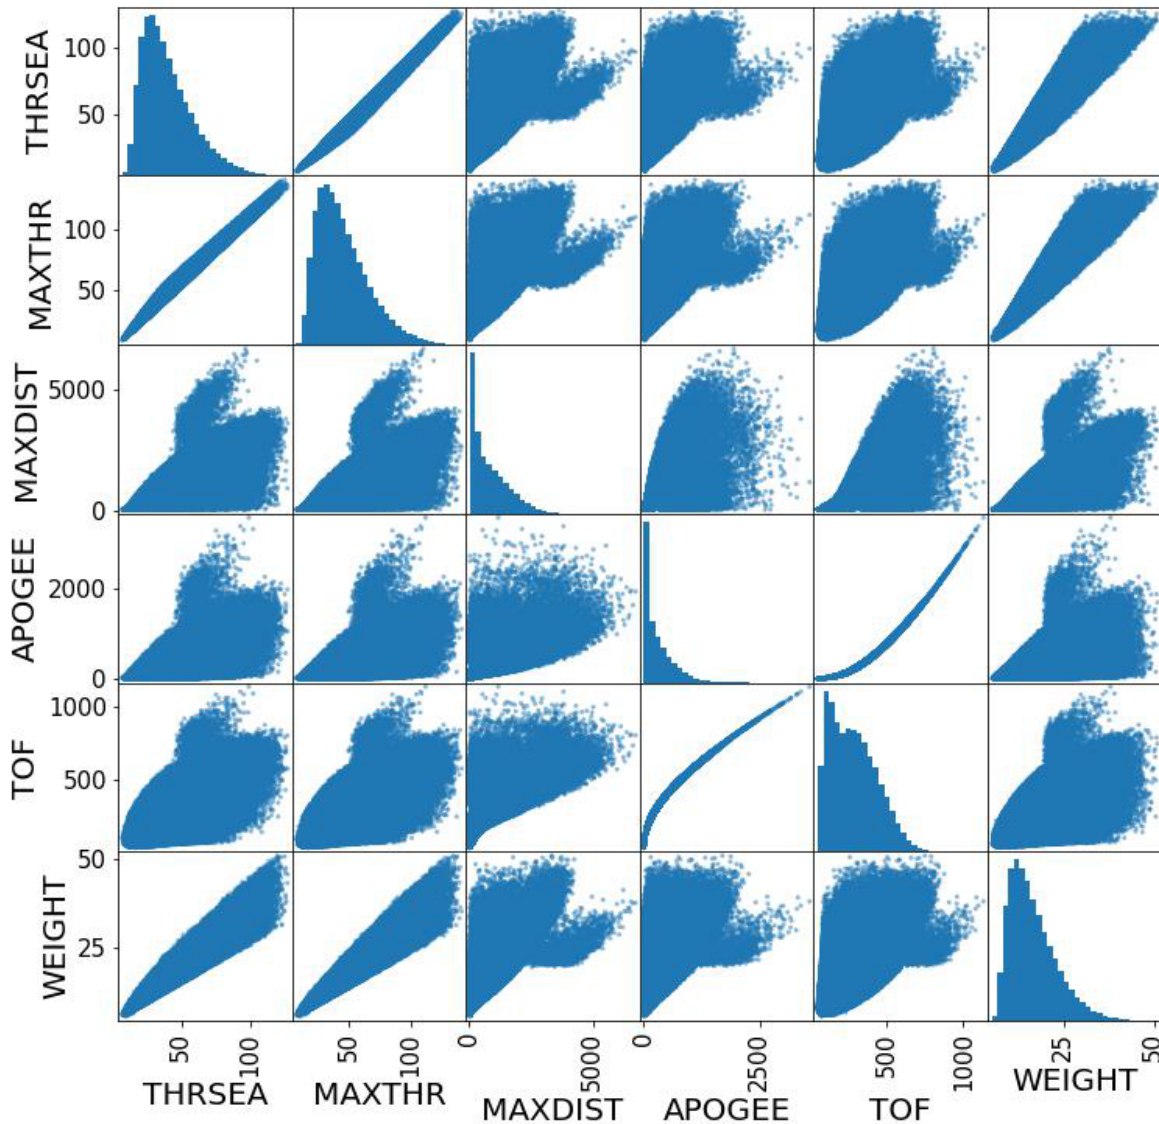 THRSEA
100
50
MAXTHR
100
50
MAXDIST
5000
0
APOGEE
2000
0
TOF
1000
500
WEIGHT
50
25
50 100 50 100 0 5000 0 2500 500 1000 25 50
THRSEA MAXTHR MAXDIST APOGEE TOF WEIGHT